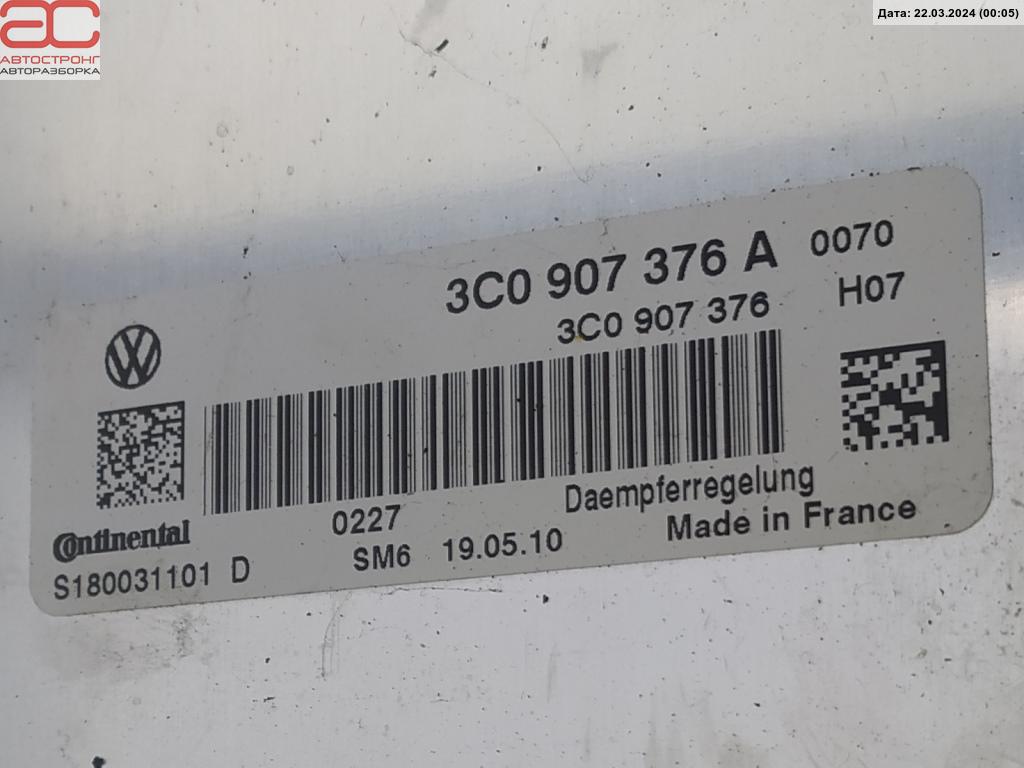 ac
АВТОСТРОНГ
АВТОРАЗБОРКА
Дата: 22.03.2024 (00:05)
3C0 907 376 A 0070
3C0 907 376 H07
VW
Continental
0227 Daempferregelung
S180031101 D SM6 19.05.10 Made in France